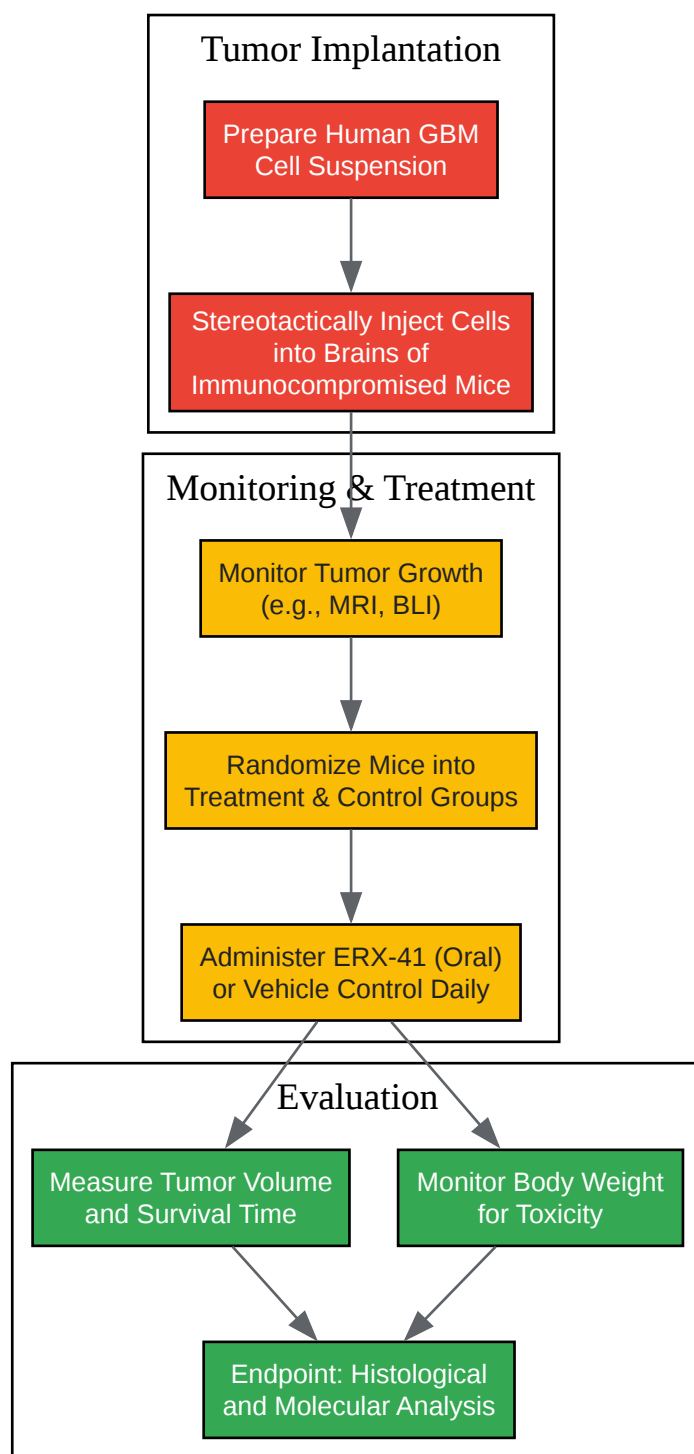 Tumor Implantation
Prepare Human GBM
Cell Suspension
Stereotactically Inject Cells
into Brains of
Immunocompromised Mice
Monitoring & Treatment
Monitor Tumor Growth
(e.g., MRI, BLI)
Randomize Mice into
Treatment & Control Groups
Administer ERX-41 (Oral)
or Vehicle Control Daily
Evaluation
Measure Tumor Volume
and Survival Time
Monitor Body Weight
for Toxicity
Endpoint: Histological
and Molecular Analysis